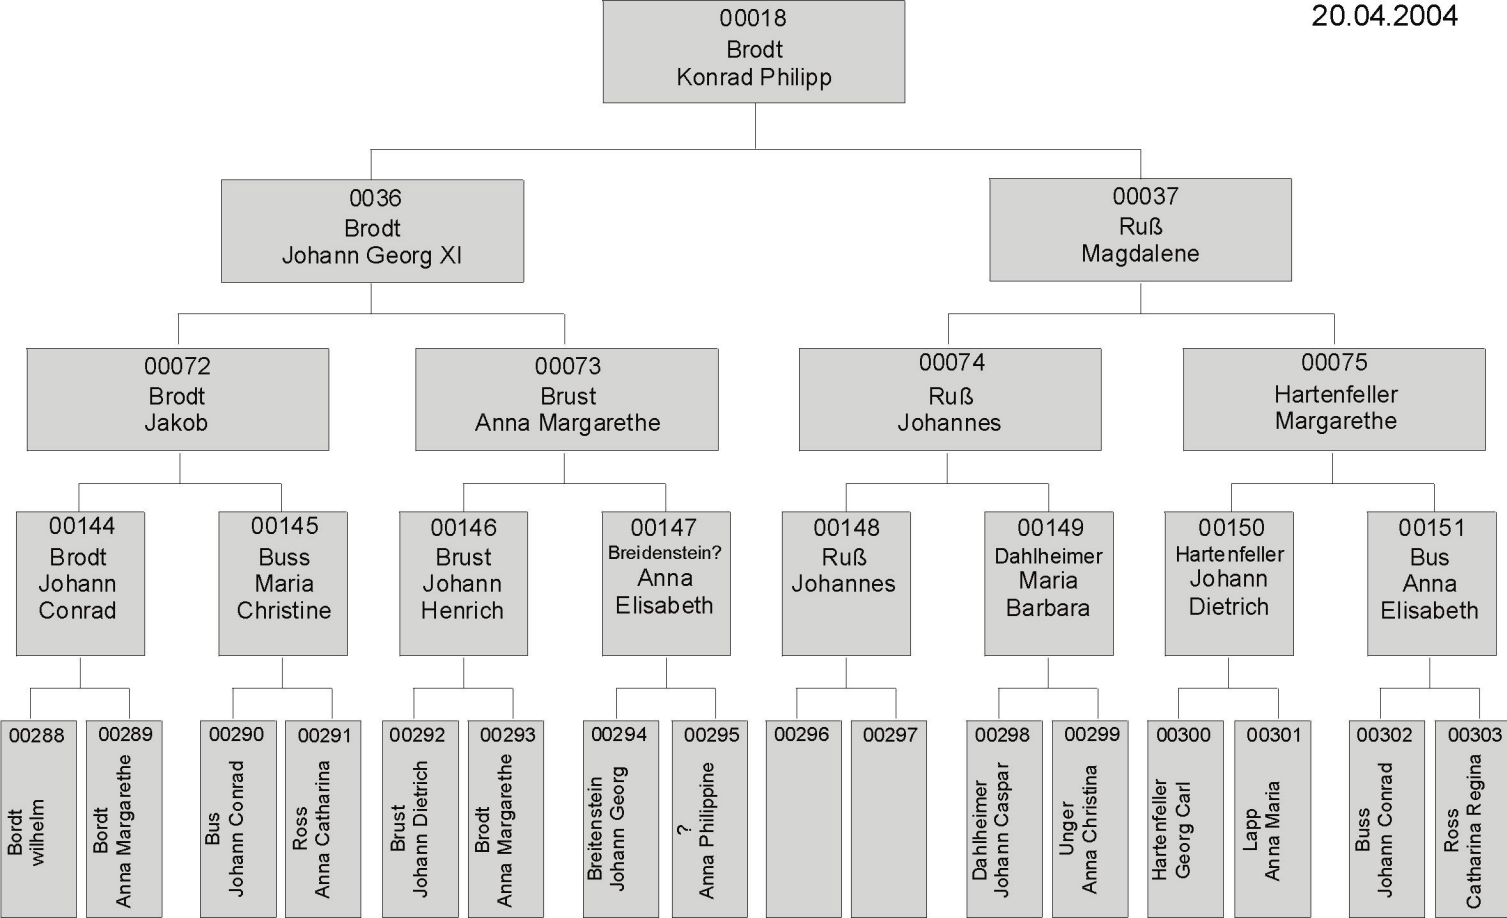 20.04.2004
00018
Brodt
Konrad Philipp
0036
Brodt
Johann Georg XI
00037
Ruß
Magdalene
00072
Brodt
Jakob
00073
Brust
Anna Margarethe
00074
Ruß
Johannes
00075
Hartenfeller
Margarethe
00144
Brodt
Johann
Conrad
00145
Buss
Maria
Christine
00146
Brust
Johann
Henrich
00147
Breidenstein?
Anna
Elisabeth
00148
Ruß
Johannes
00149
Dahlheimer
Maria
Barbara
00150
Hartenfeller
Johann
Dietrich
00151
Bus
Anna
Elisabeth
00288
Bordt
wilhelm
00289
Bordt
Anna Margarethe
00290
Bus
Johann Conrad
00291
Ross
Anna Catharina
00292
Brust
Johann Dietrich
00293
Brodt
Anna Margarethe
00294
Breitenstein
Johann Georg
00295
?
Anna Philippine
00296
00297
00298
Dahlheimer
Johann Caspar
00299
Unger
Anna Christina
00300
Hartenfeller
Georg Carl
00301
Lapp
Anna Maria
00302
Buss
Johann Conrad
00303
Ross
Catharina Regina